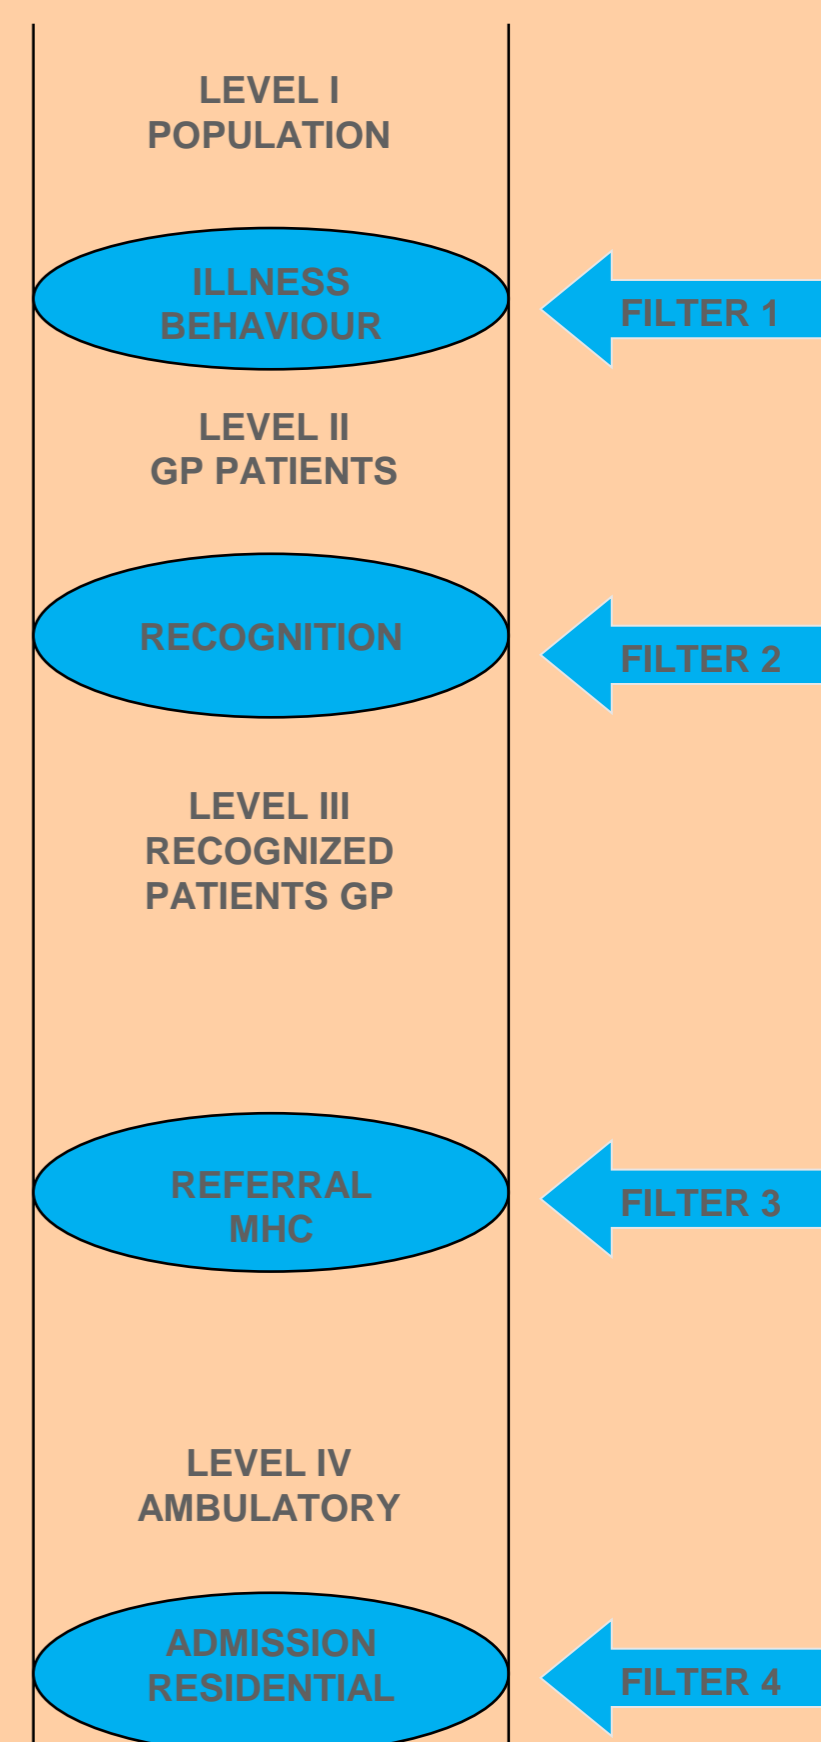 LEVEL I
POPULATION
ILLNESS
BEHAVIOUR
FILTER 1
LEVEL II
GP PATIENTS
RECOGNITION
FILTER 2
LEVEL III
RECOGNIZED
PATIENTS GP
REFERRAL
MHC
FILTER 3
LEVEL IV
AMBULATORY
ADMISSION
RESIDENTIAL
FILTER 4